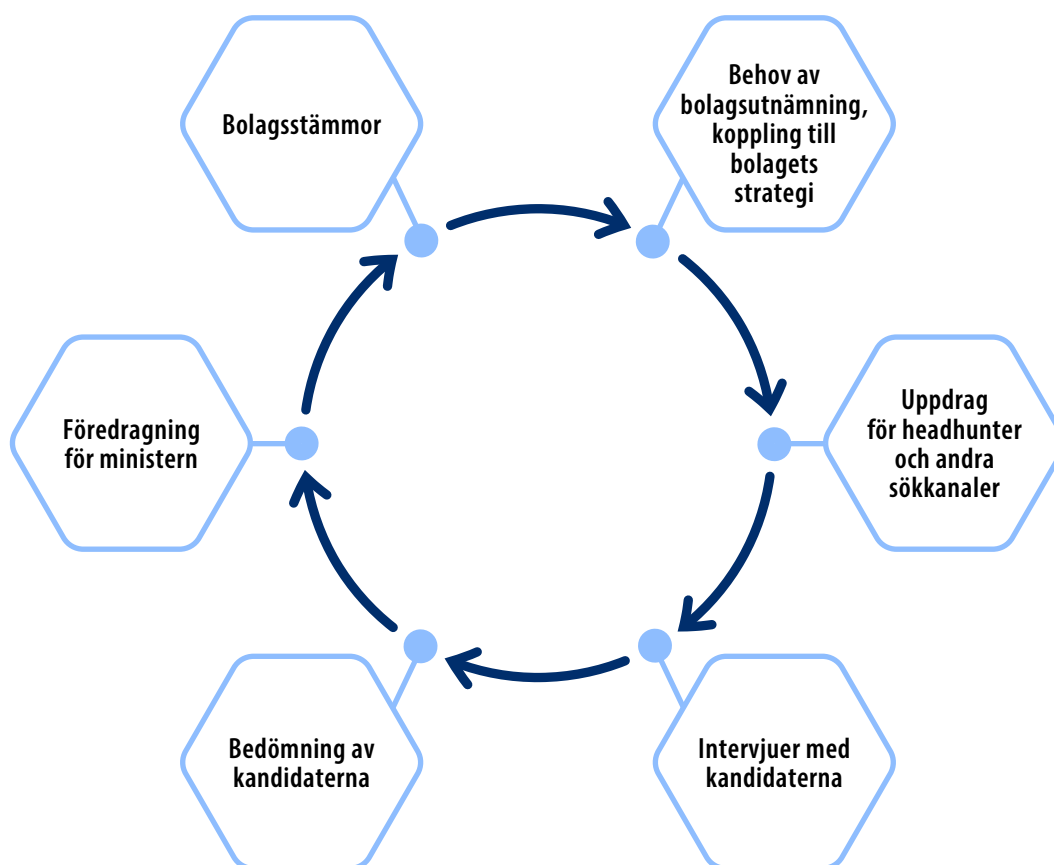 Bolagsstämmor
Behov av
bolagsutnämning,
koppling till
bolagets
strategi
Uppdrag
för headhunter
och andra
sökkanaler
Intervjuer med
kandidaterna
Bedömning av
kandidaterna
Föredragning
för ministern